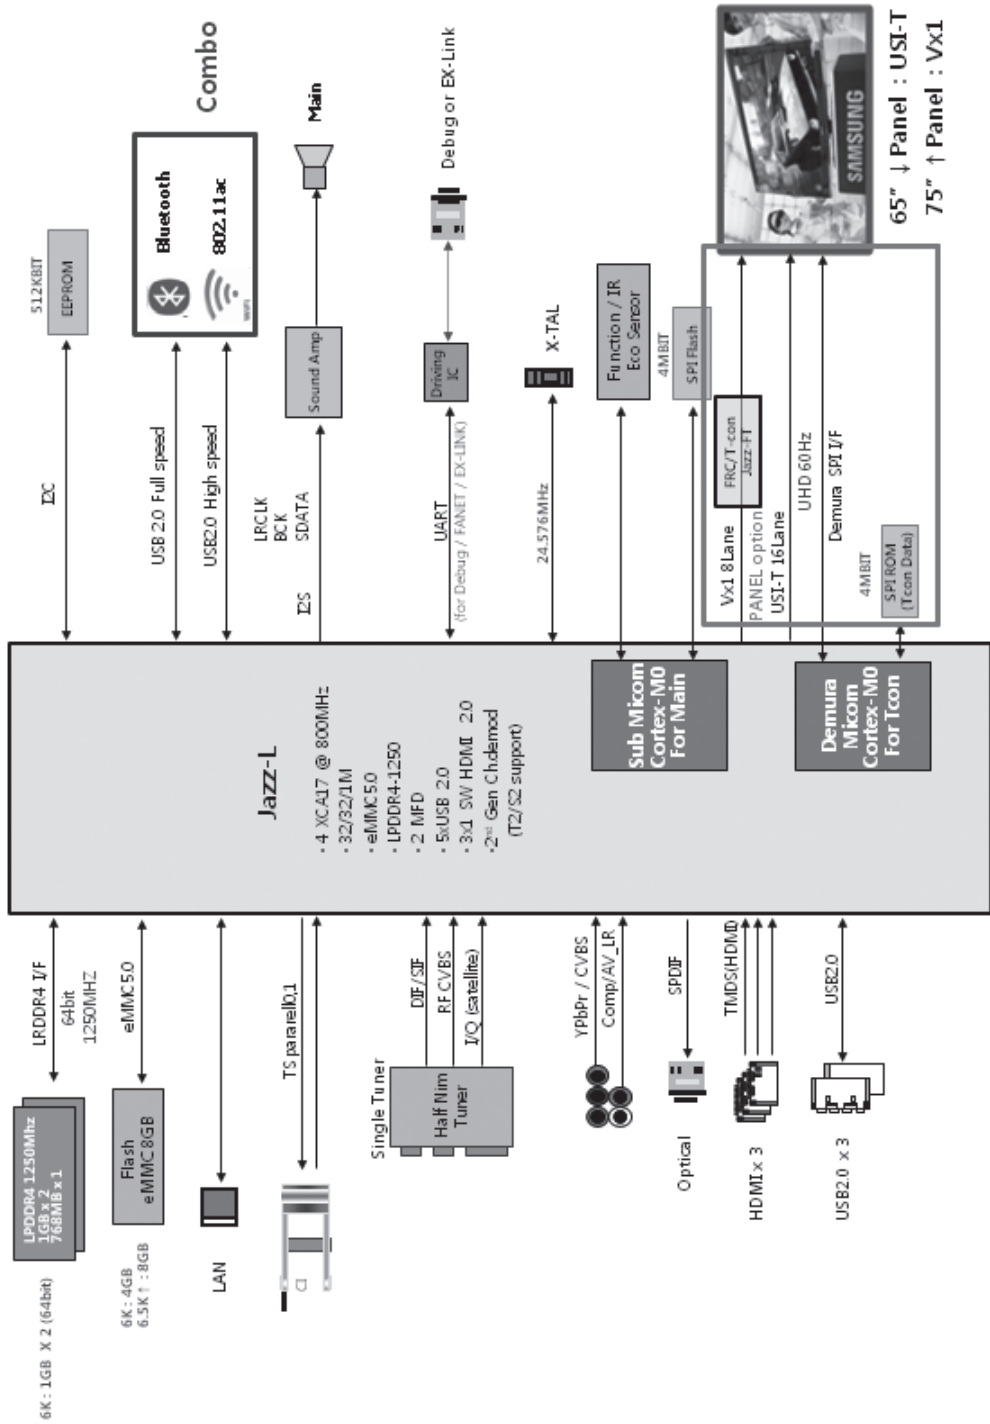 6K : 1GB X 2 (64bit)
LPDDR4 1250Mhz
1GB x 2
768MB x 1
LRDDR4 I/F
64bit
1250MHZ
6K : 4GB
6.5K ↑ : 8GB
Flash
eMMC 8GB
eMMC5.0
LAN
CI
TS pararell0,1
Single Tuner
Half Nim
Tuner
DIF/SIF
RF CVBS
I/Q (satellite)
YPbPr / CVBS
Comp/AV_LR
Optical
SPDIF
HDMI x 3
TMDS(HDMI)
USB2.0 x 3
USB2.0
Jazz-L
• 4 XCA17 @ 800MHz
• 32/32/1M
• eMMC5.0
• LPDDR4-1250
• 2 MFD
• 5xUSB 2.0
• 3x1 SW HDMI 2.0
• 2nd Gen Ch.demod
(T2/S2 support)
Sub Micom
Cortex-M0
For Main
Demura
Micom
Cortex-M0
For Tcon
I2C
512KBIT
EEPROM
USB 2.0 Full speed
USB2.0 High speed
Bluetooth
802.11ac
WiFi
Combo
LRCLK
BCK
SDATA
I2S
Sound Amp
Main
UART
(for Debug / FANET / EX-LINK)
Driving
IC
Debug or EX-Link
24.576MHz
X-TAL
Function / IR
Eco Sensor
4MBIT
SPI Flash
Vx1 8Lane
FRC/T-con
Jazz-FT
PANEL option
USI-T 16Lane
UHD 60Hz
Demura SPI I/F
4MBIT
SPI ROM
(Tcon Data)
SAMSUNG
65" ↓ Panel : USI-T
75" ↑ Panel : Vx1